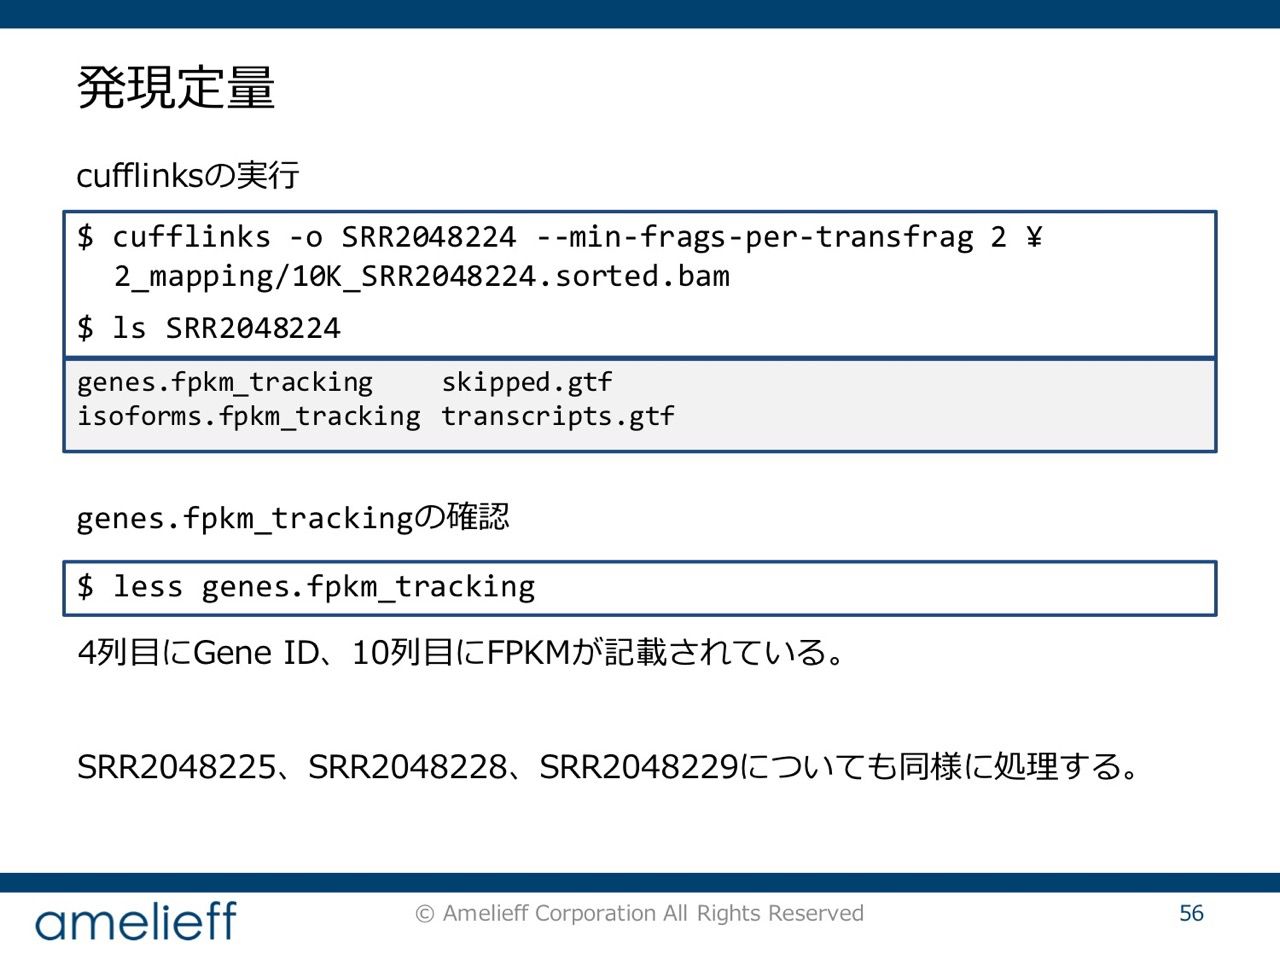 発現定量
cufflinksの実行
$ cufflinks -o SRR2048224 --min-frags-per-transfrag 2 ¥
2_mapping/10K_SRR2048224.sorted.bam
$ ls SRR2048224
genes.fpkm_tracking skipped.gtf
isoforms.fpkm_tracking transcripts.gtf
genes.fpkm_trackingの確認
$ less genes.fpkm_tracking
4列目にGene ID、10列目にFPKMが記載されている。
SRR2048225、SRR2048228、SRR2048229についても同様に処理する。
amelieff
© Amelieff Corporation All Rights Reserved
56